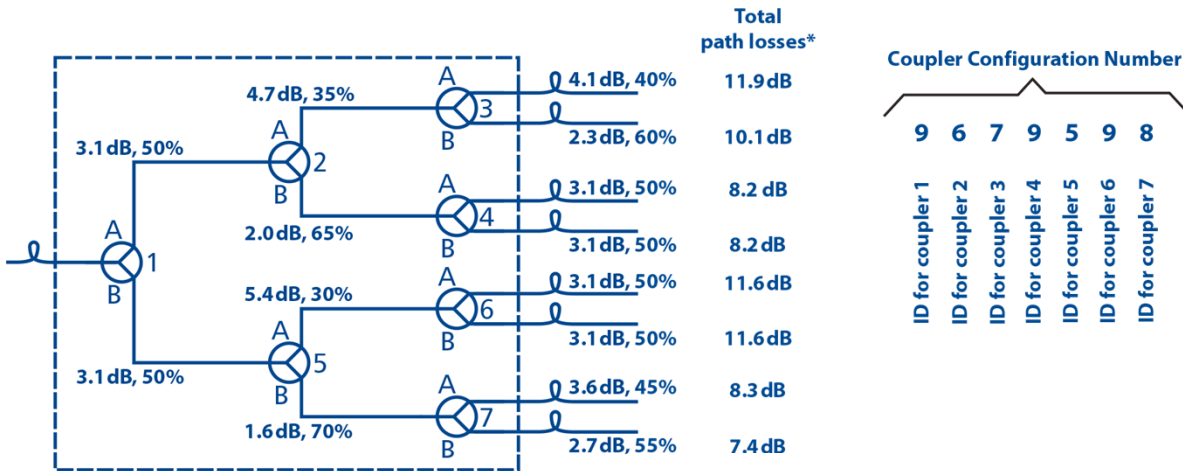 Total
path losses*
Coupler Configuration Number
A
4.1 dB, 40%
11.9 dB
4.7 dB, 35%
3
A
B
2.3 dB, 60%
10.1 dB
9 6 7 9 5 9 8
3.1 dB, 50%
2
B
A
3.1 dB, 50%
8.2 dB
4
2.0 dB, 65%
B
3.1 dB, 50%
8.2 dB
A
1
B
5.4 dB, 30%
A
3.1 dB, 50%
11.6 dB
6
A
B
3.1 dB, 50%
11.6 dB
3.1 dB, 50%
5
B
A
3.6 dB, 45%
8.3 dB
7
1.6 dB, 70%
B
2.7 dB, 55%
7.4 dB
ID for coupler 1
ID for coupler 2
ID for coupler 3
ID for coupler 4
ID for coupler 5
ID for coupler 6
ID for coupler 7